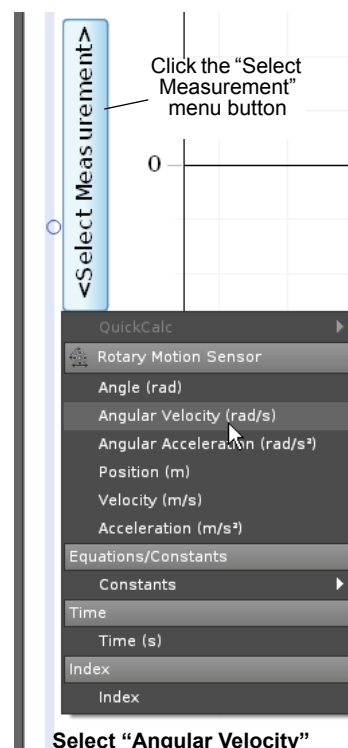 <Select Measurement>
Click the “Select
Measurement”
menu button
0
QuickCalc
Rotary Motion Sensor
Angle (rad)
Angular Velocity (rad/s)
Angular Acceleration (rad/s²)
Position (m)
Velocity (m/s)
Acceleration (m/s²)
Equations/Constants
Constants
Time
Time (s)
Index
Index
Select “Angular Velocity”